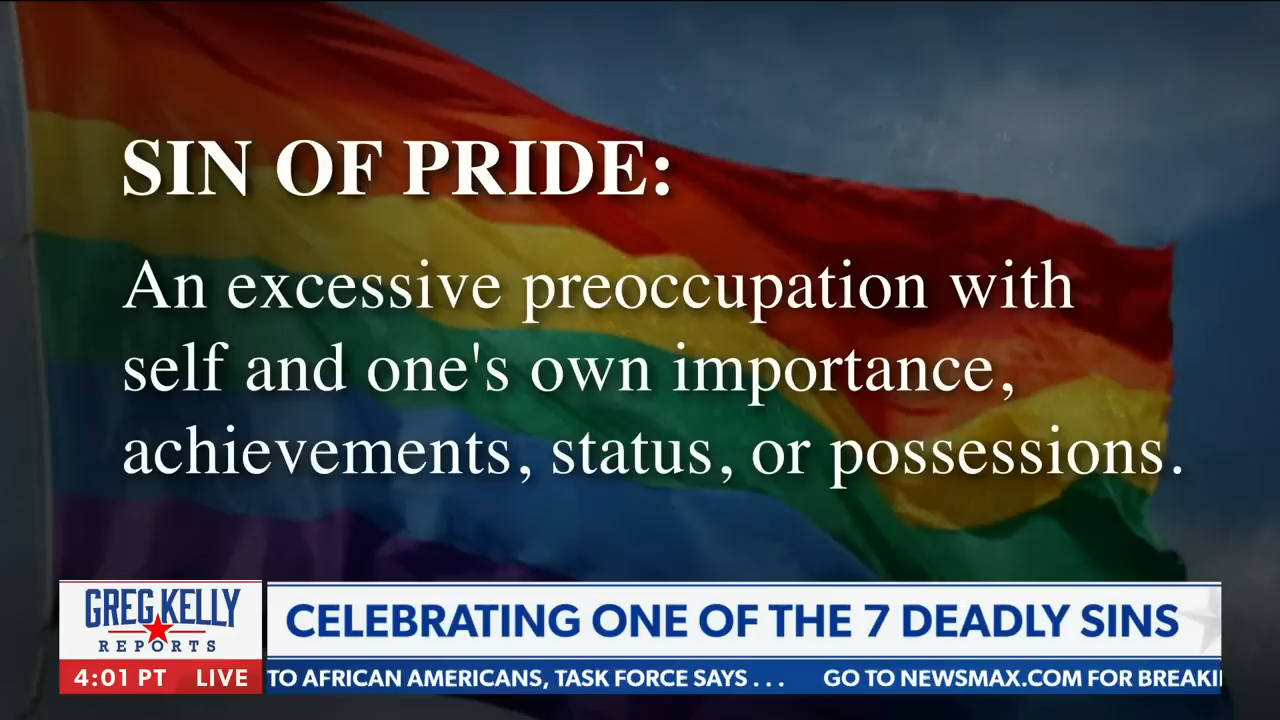 SIN OF PRIDE:
An excessive preoccupation with
self and one's own importance,
achievements, status, or possessions.
GREG KELLY
REPORTS
CELEBRATING ONE OF THE 7 DEADLY SINS
4:01 PT LIVE
TO AFRICAN AMERICANS, TASK FORCE SAYS . . . GO TO NEWSMAX.COM FOR